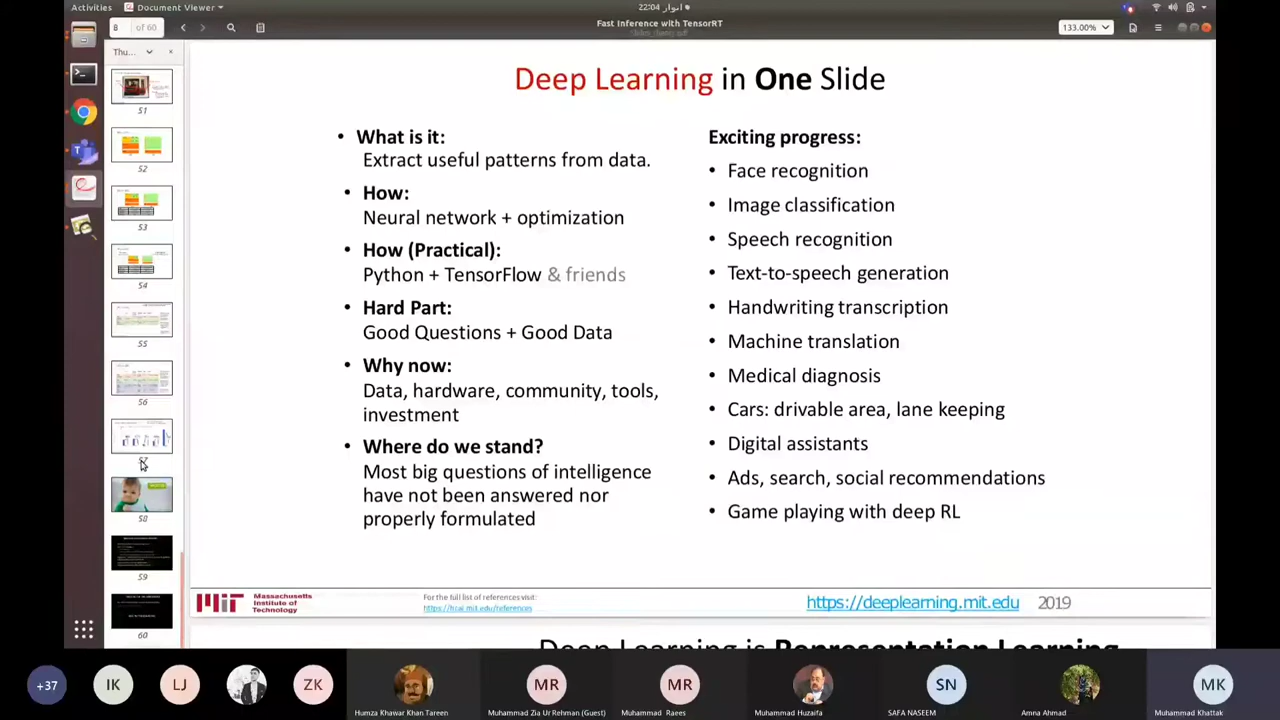 Activities
Document Viewer
22:04 اتوار
8
of 60
Fast Inference with TensorRT
133.00%
Thu...
51
52
53
54
55
56
57
58
59
60
Deep Learning in One Slide
• What is it:
Extract useful patterns from data.
• How:
Neural network + optimization
• How (Practical):
Python + TensorFlow & friends
• Hard Part:
Good Questions + Good Data
• Why now:
Data, hardware, community, tools,
investment
• Where do we stand?
Most big questions of intelligence
have not been answered nor
properly formulated
Exciting progress:
• Face recognition
• Image classification
• Speech recognition
• Text-to-speech generation
• Handwriting transcription
• Machine translation
• Medical diagnosis
• Cars: drivable area, lane keeping
• Digital assistants
• Ads, search, social recommendations
• Game playing with deep RL
MIT
Massachusetts
Institute of
Technology
For the full list of references visit:
https://hcai.mit.edu/references
https://deeplearning.mit.edu 2019
Deep Learning is Representation Learning
+37
IK
LJ
ZK
Humza Khawar Khan Tareen
MR
Muhammad Zia Ur Rehman (Guest)
MR
Muhammad Raees
Muhammad Huzaifa
SN
SAFA NASEEM
Amna Ahmad
MK
Muhammad Khattak